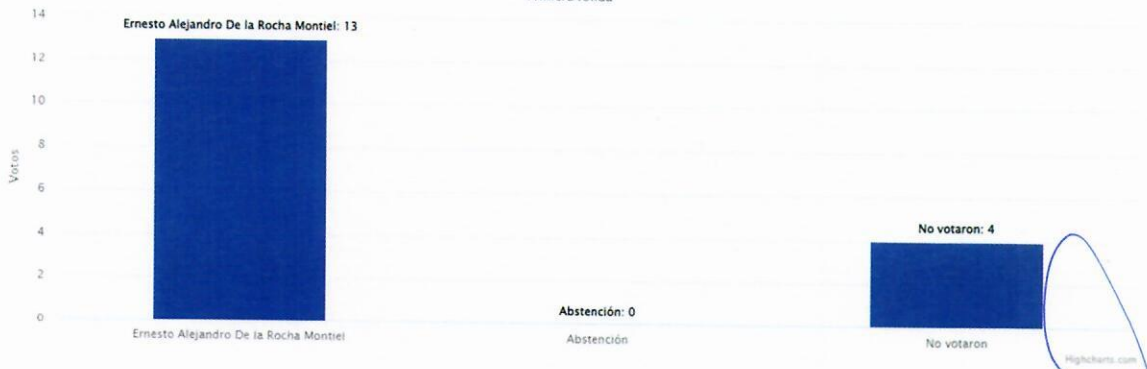 14
Ernesto Alejandro De la Rocha Montiel: 13
12
10
8
Votos
6
4
No votaron: 4
2
Abstención: 0
0
Ernesto Alejandro De la Rocha Montiel
Abstención
No votaron
Highcharts.com